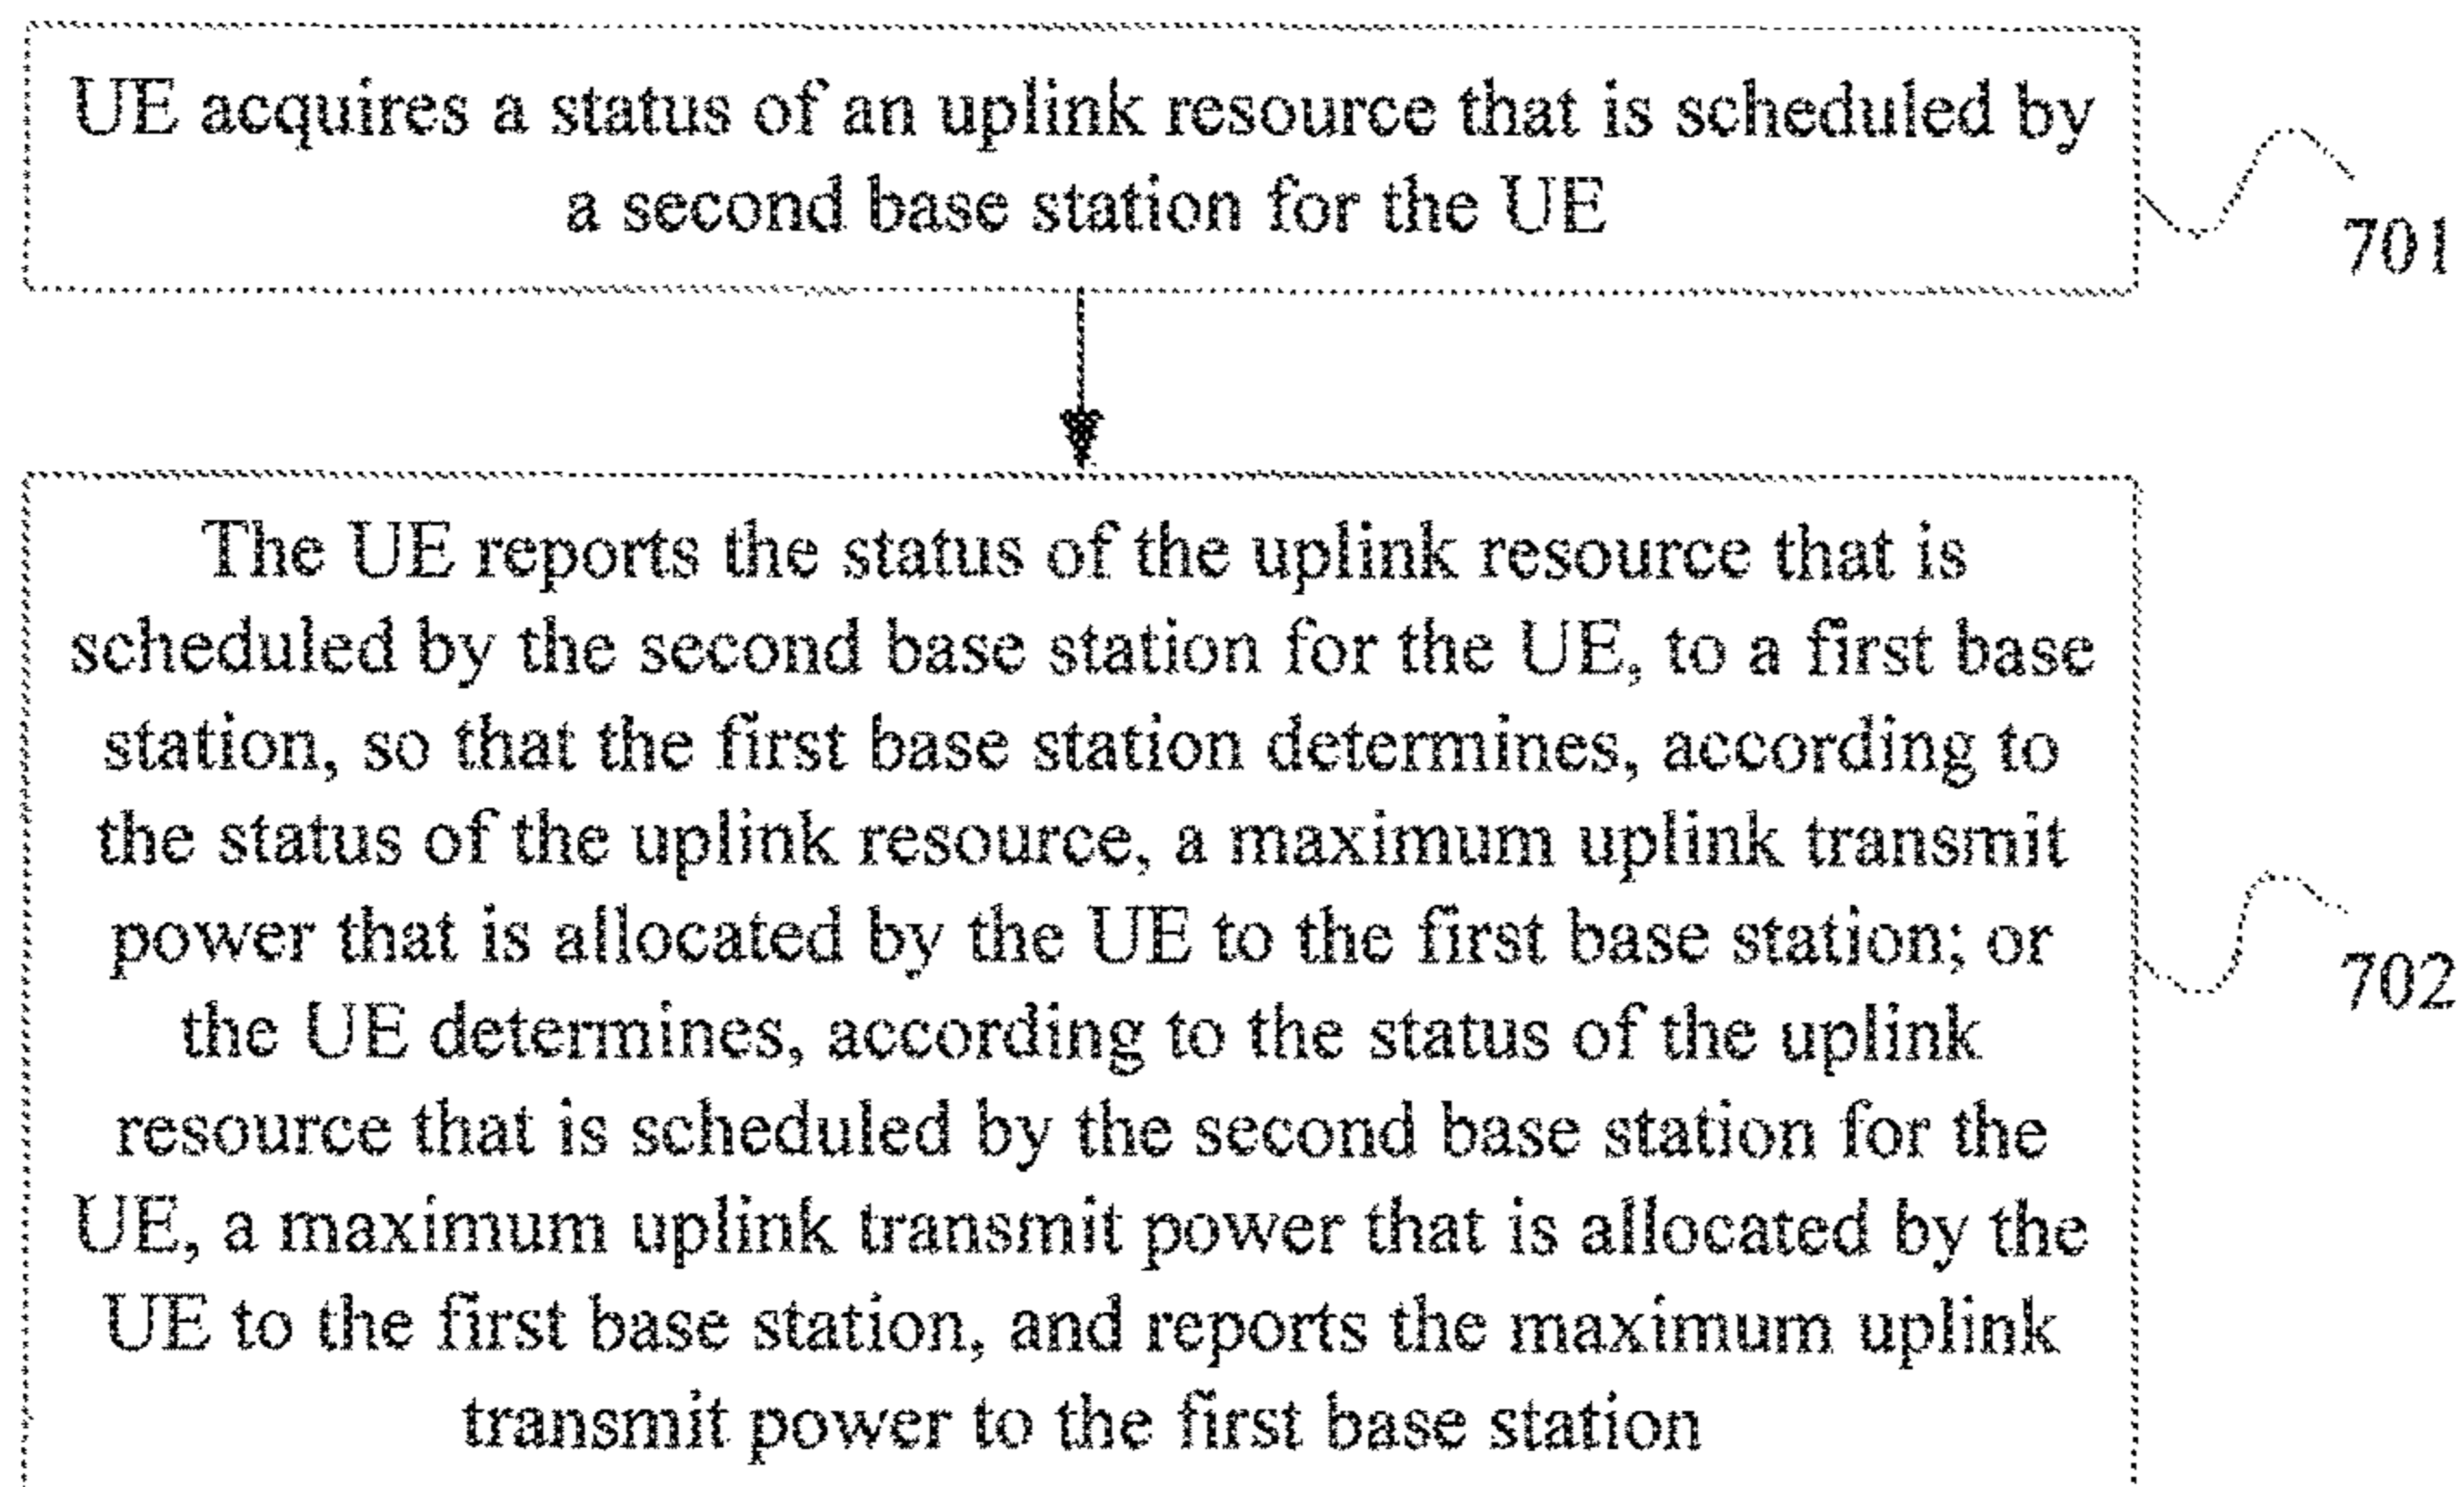 UE acquires a status of an uplink resource that is scheduled by
a second base station for the UE
701
The UE reports the status of the uplink resource that is
scheduled by the second base station for the UE, to a first base
station, so that the first base station determines, according to
the status of the uplink resource, a maximum uplink transmit
power that is allocated by the UE to the first base station; or
the UE determines, according to the status of the uplink
resource that is scheduled by the second base station for the
UE, a maximum uplink transmit power that is allocated by the
UE to the first base station, and reports the maximum uplink
transmit power to the first base station
702